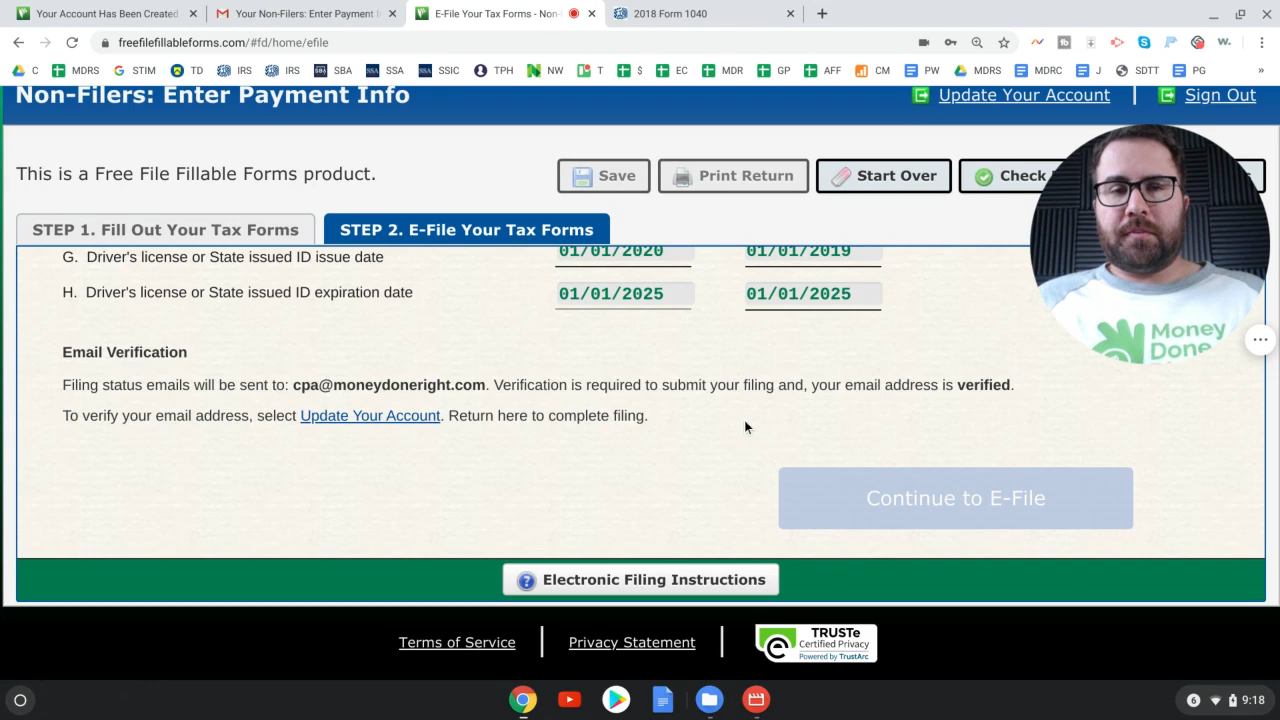 Your Account Has Been Created
Your Non-Filers: Enter Payment I
E-File Your Tax Forms - Non-
2018 Form 1040
freefilefillableforms.com/#fd/home/efile
C MDRS STIM TD IRS IRS SBA SSA SSIC TPH NW T $ EC MDR GP AFF CM PW MDRS MDRC J SDTT PG »
Non-Filers: Enter Payment Info
Update Your Account
Sign Out
This is a Free File Fillable Forms product.
Save
Print Return
Start Over
Check
STEP 1. Fill Out Your Tax Forms
STEP 2. E-File Your Tax Forms
G. Driver's license or State issued ID issue date 01/01/2020 01/01/2019
H. Driver's license or State issued ID expiration date 01/01/2025 01/01/2025
Money
Done
Email Verification
Filing status emails will be sent to: cpa@moneydoneright.com. Verification is required to submit your filing and, your email address is verified.
To verify your email address, select Update Your Account. Return here to complete filing.
Continue to E-File
Electronic Filing Instructions
Terms of Service
Privacy Statement
TRUSTe
Certified Privacy
Powered by TrustArc
6 9:18